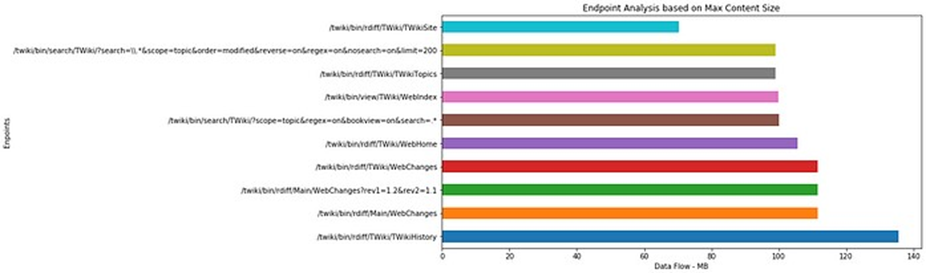 Endpoint Analysis based on Max Content Size
/twiki/bin/rdiff/TWiki/TWikiSite
/twiki/bin/search/TWiki/?search=\\.*&scope=topic&order=modified&reverse=on&regex=on&nosearch=on&limit=200
/twiki/bin/rdiff/TWiki/TWikiTopics
/twiki/bin/view/TWiki/WebIndex
/twiki/bin/search/TWiki/?scope=topic&regex=on&bookview=on&search=.*
/twiki/bin/rdiff/TWiki/WebHome
/twiki/bin/rdiff/TWiki/WebChanges
/twiki/bin/rdiff/Main/WebChanges?rev1=1.2&rev2=1.1
/twiki/bin/rdiff/Main/WebChanges
/twiki/bin/rdiff/TWiki/TWikiHistory
Enpoints
0 20 40 60 80 100 120 140
Data Flow - MB